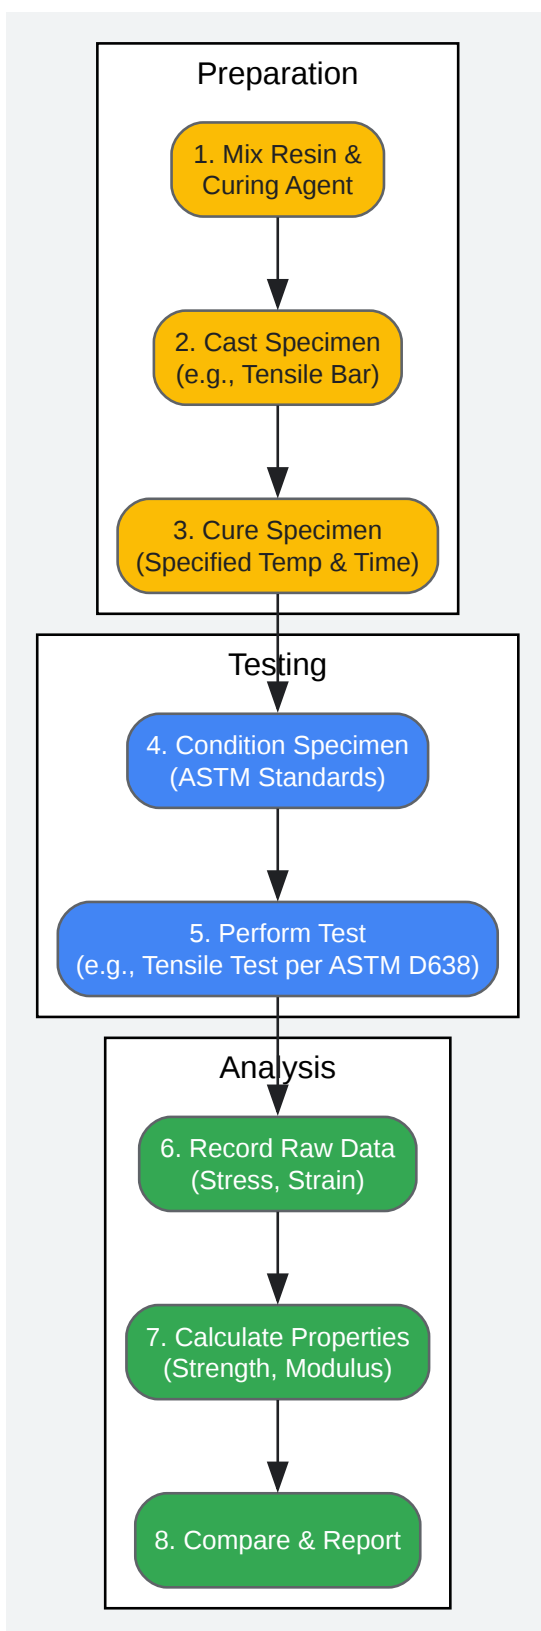 Preparation
1. Mix Resin &
Curing Agent
2. Cast Specimen
(e.g., Tensile Bar)
3. Cure Specimen
(Specified Temp & Time)
Testing
4. Condition Specimen
(ASTM Standards)
5. Perform Test
(e.g., Tensile Test per ASTM D638)
Analysis
6. Record Raw Data
(Stress, Strain)
7. Calculate Properties
(Strength, Modulus)
8. Compare & Report